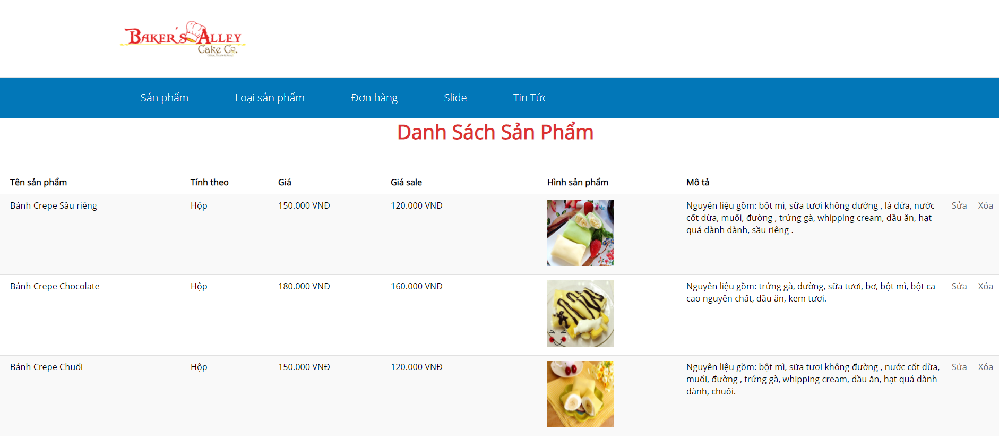 BAKER'S ALLEY
Cake Co.
Sản phẩm Loại sản phẩm Đơn hàng Slide Tin Tức
Danh Sách Sản Phẩm
Tên sản phẩm Tính theo Giá Giá sale Hình sản phẩm Mô tả
Bánh Crepe Sầu riêng Hộp 150.000 VNĐ 120.000 VNĐ Nguyên liệu gồm: bột mì, sữa tươi không đường , lá dứa, nước Sửa Xóa
cốt dừa, muối, đường , trứng gà, whipping cream, dầu ăn, hạt
quả dành dành, sầu riêng .
Bánh Crepe Chocolate Hộp 180.000 VNĐ 160.000 VNĐ Nguyên liệu gồm: trứng gà, đường, sữa tươi, bơ, bột mì, bột ca Sửa Xóa
cao nguyên chất, dầu ăn, kem tươi.
Bánh Crepe Chuối Hộp 150.000 VNĐ 120.000 VNĐ Nguyên liệu gồm: bột mì, sữa tươi không đường , nước cốt dừa, Sửa Xóa
muối, đường , trứng gà, whipping cream, dầu ăn, hạt quả dành
dành, chuối.